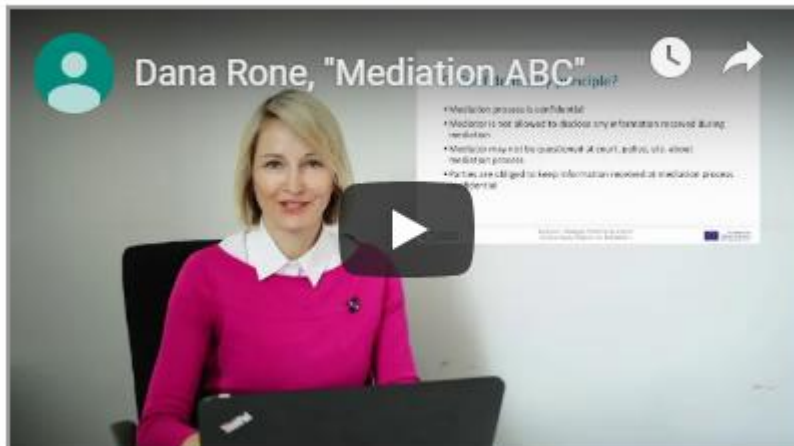 Dana Rone, "Mediation ABC"
principle?
• Mediation process is confidential
• Mediator is not allowed to disclose any information received during
mediation
• Mediator may not be questioned at court, police, etc. about
mediation process
• Parties are obliged to keep information received at mediation process
confidential